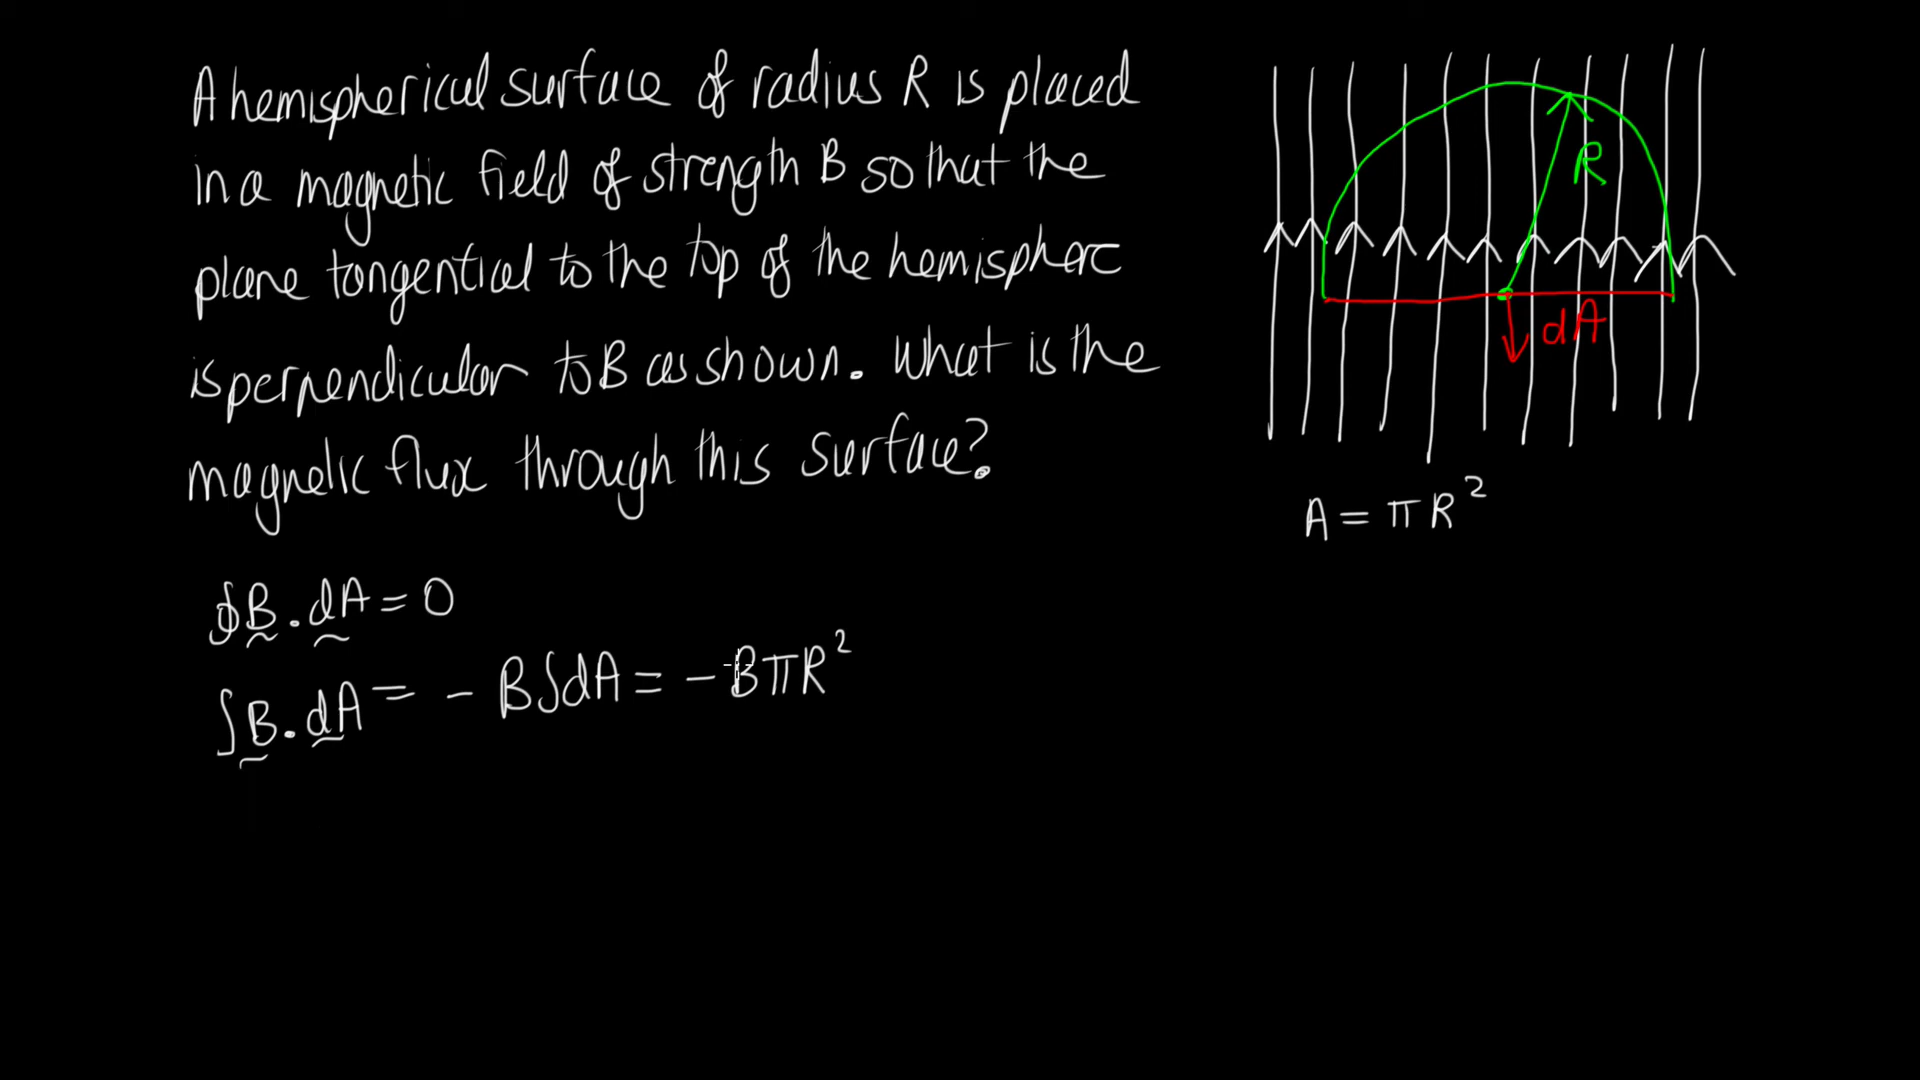 A hemispherical surface of radius R is placed
in a magnetic field of strength B so that the
plane tangential to the top of the hemisphere
is perpendicular to B as shown. What is the
magnetic flux through this surface?
R
dA
A = πR²
∮B . dA = 0
∫B . dA = - B∫dA = - BπR²